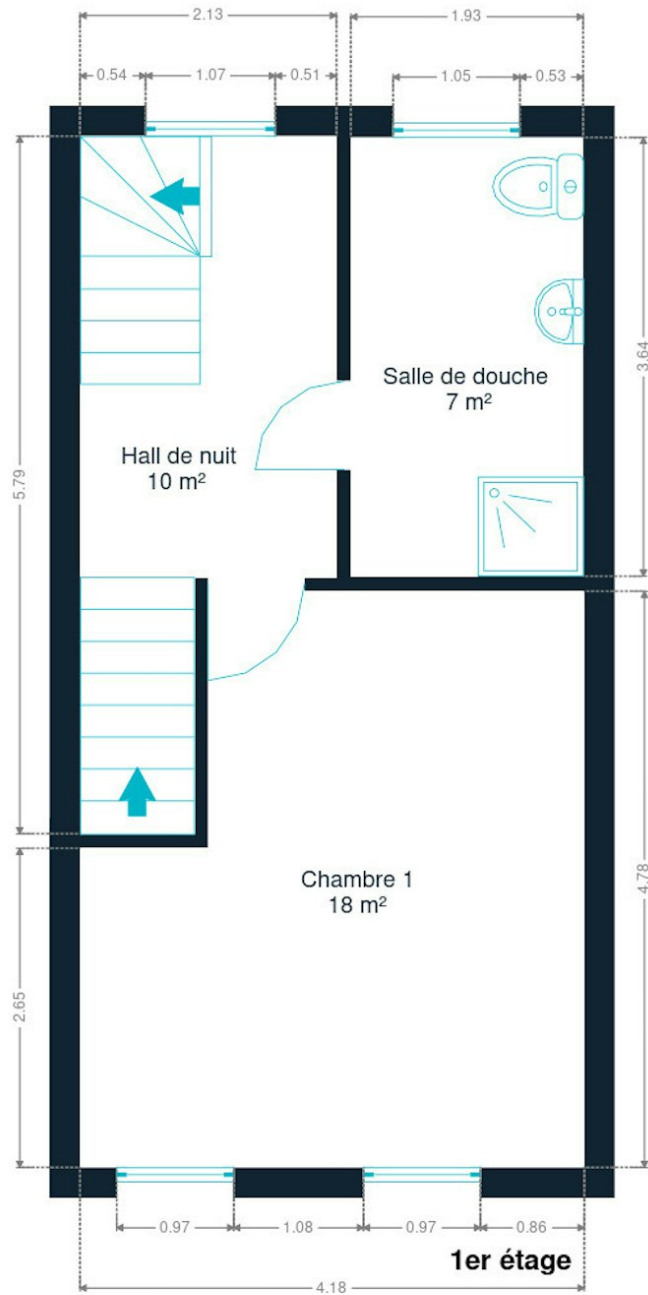 2.13
1.93
0.54
1.07
0.51
1.05
0.53
Salle de douche
7 m²
3.64
Hall de nuit
10 m²
5.79
Chambre 1
18 m²
4.78
2.65
0.97
1.08
0.97
0.86
1er étage
4.18